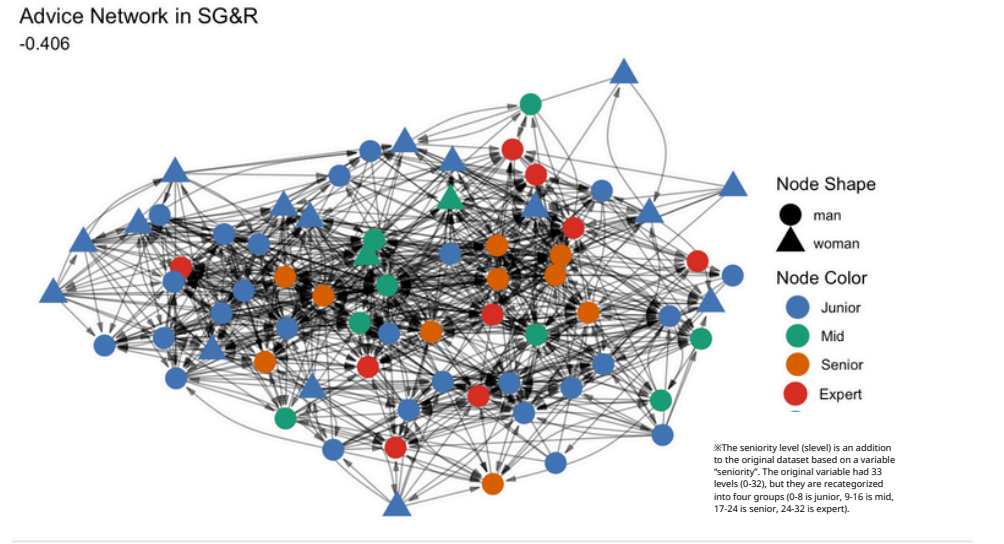 Advice Network in SG&R
-0.406
Node Shape
man
woman
Node Color
Junior
Mid
Senior
Expert
※The seniority level (slevel) is an addition
to the original dataset based on a variable
"seniority". The original variable had 33
levels (0-32), but they are recategorized
into four groups (0-8 is junior, 9-16 is mid,
17-24 is senior, 24-32 is expert).